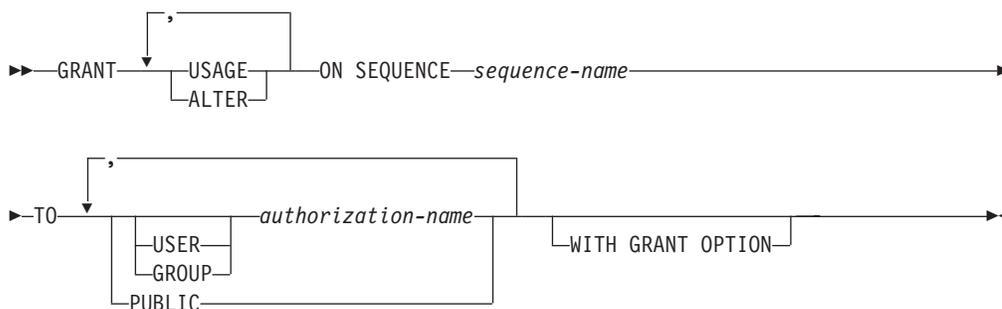 ,
GRANT USAGE ON SEQUENCE sequence-name
ALTER
,
TO authorization-name
USER WITH GRANT OPTION
GROUP
PUBLIC